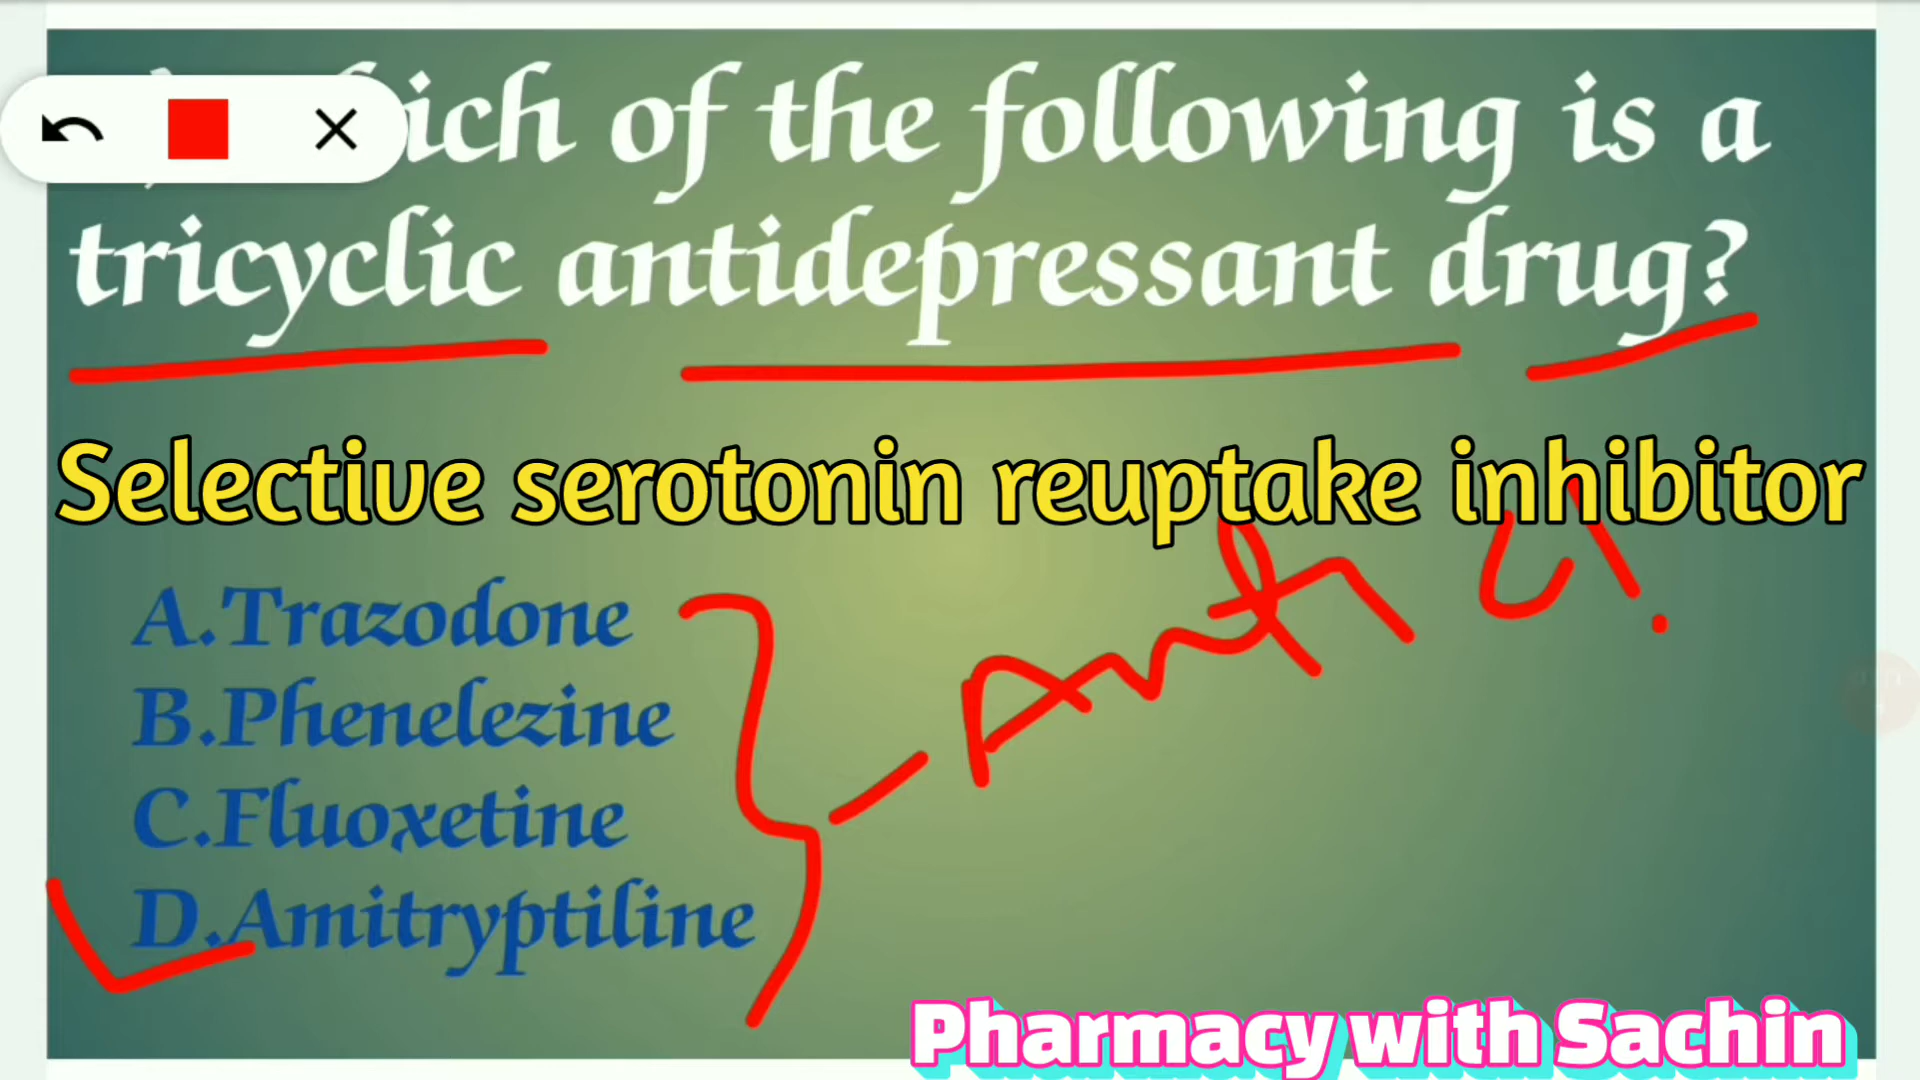 ich of the following is a
tricyclic antidepressant drug?
Selective serotonin reuptake inhibitor
A.Trazodone
B.Phenelezine
C.Fluoxetine
D.Amitryptiline
Pharmacy with Sachin